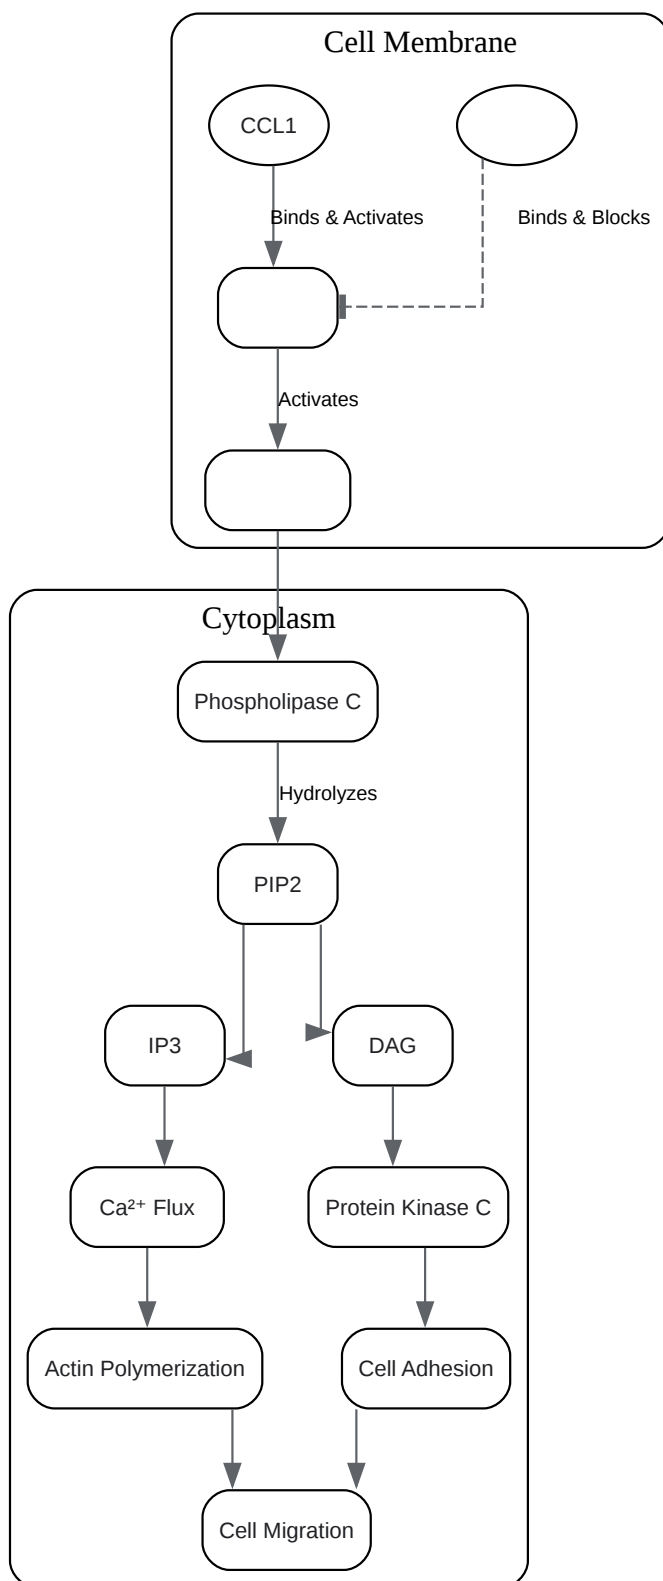 Cell Membrane
CCL1
Binds & Activates
Binds & Blocks
Activates
Cytoplasm
Phospholipase C
Hydrolyzes
PIP2
IP3
DAG
Ca²⁺ Flux
Protein Kinase C
Actin Polymerization
Cell Adhesion
Cell Migration